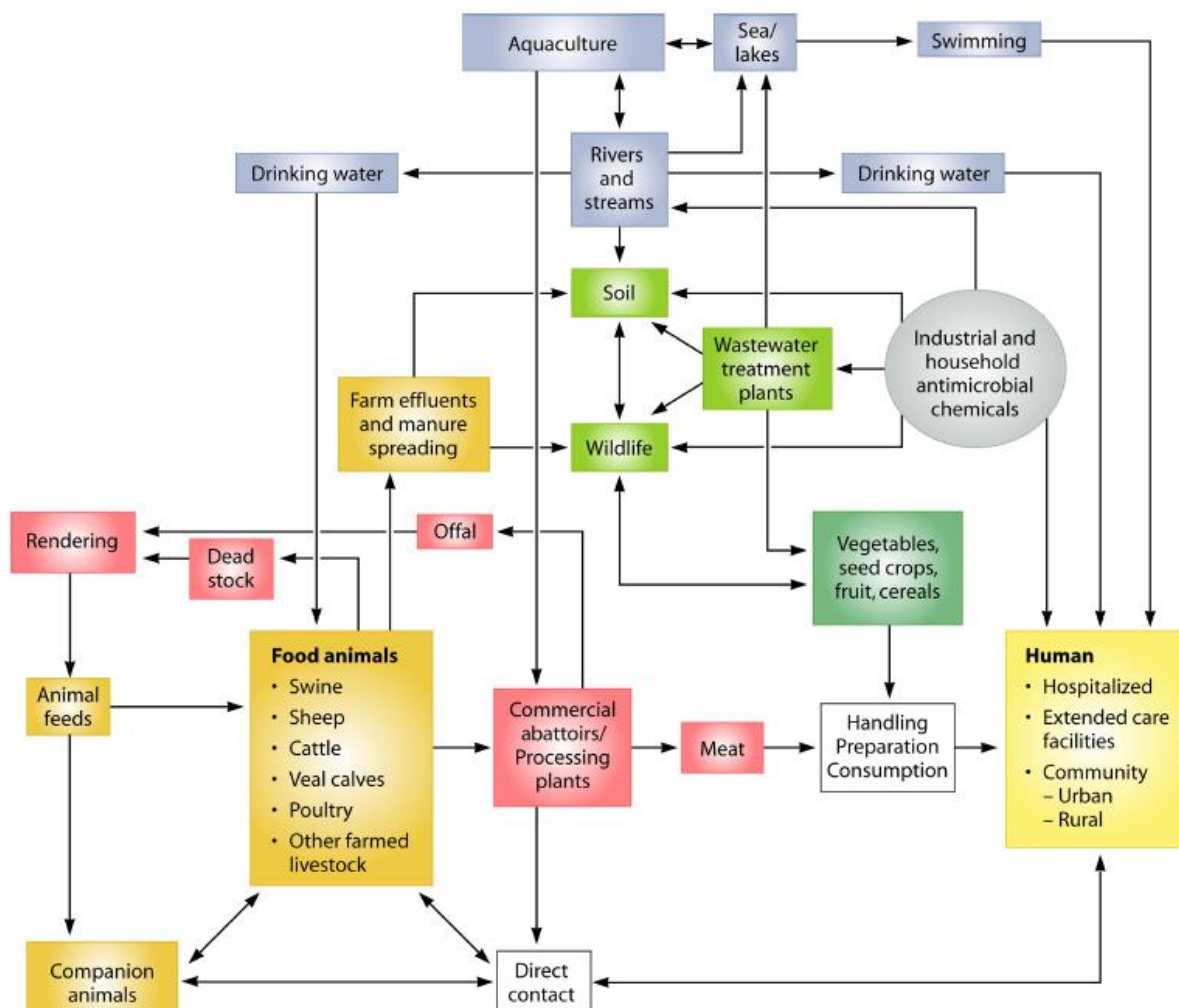 Aquaculture
Sea/
lakes
Swimming
Drinking water
Rivers
and
streams
Drinking water
Soil
Wastewater
treatment
plants
Industrial and
household
antimicrobial
chemicals
Farm effluents
and manure
spreading
Wildlife
Rendering
Dead
stock
Offal
Vegetables,
seed crops,
fruit, cereals
Animal
feeds
Food animals
• Swine
• Sheep
• Cattle
• Veal calves
• Poultry
• Other farmed
livestock
Commercial
abattoirs/
Processing
plants
Meat
Handling
Preparation
Consumption
Human
• Hospitalized
• Extended care
facilities
• Community
– Urban
– Rural
Companion
animals
Direct
contact